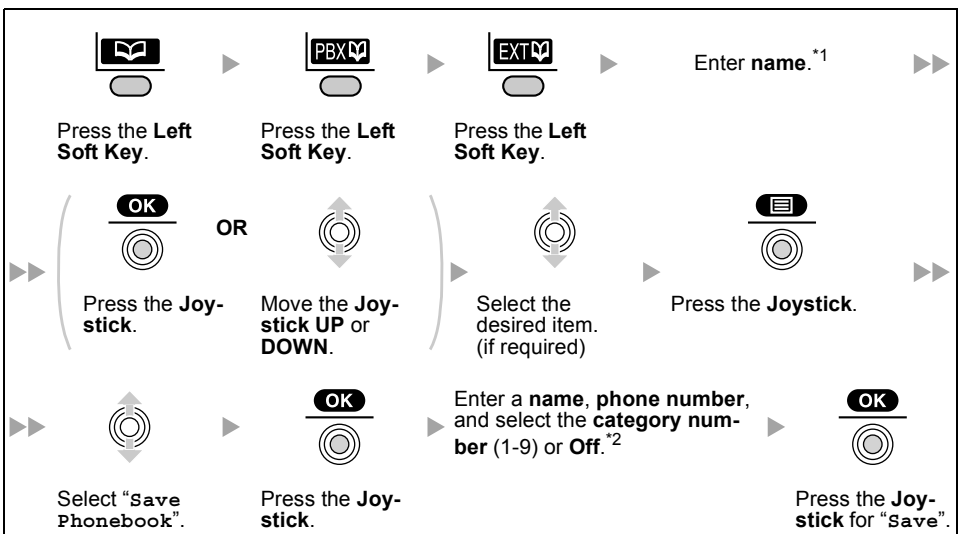 PBX
EXT
Enter name.*1
Press the Left
Soft Key.
Press the Left
Soft Key.
Press the Left
Soft Key.
OK
OR
Press the Joy-
stick.
Move the Joy-
stick UP or
DOWN.
Select the
desired item.
(if required)
Press the Joystick.
Select “Save
Phonebook”.
OK
Press the Joy-
stick.
Enter a name, phone number,
and select the category num-
ber (1-9) or Off.*2
OK
Press the Joy-
stick for “Save”.